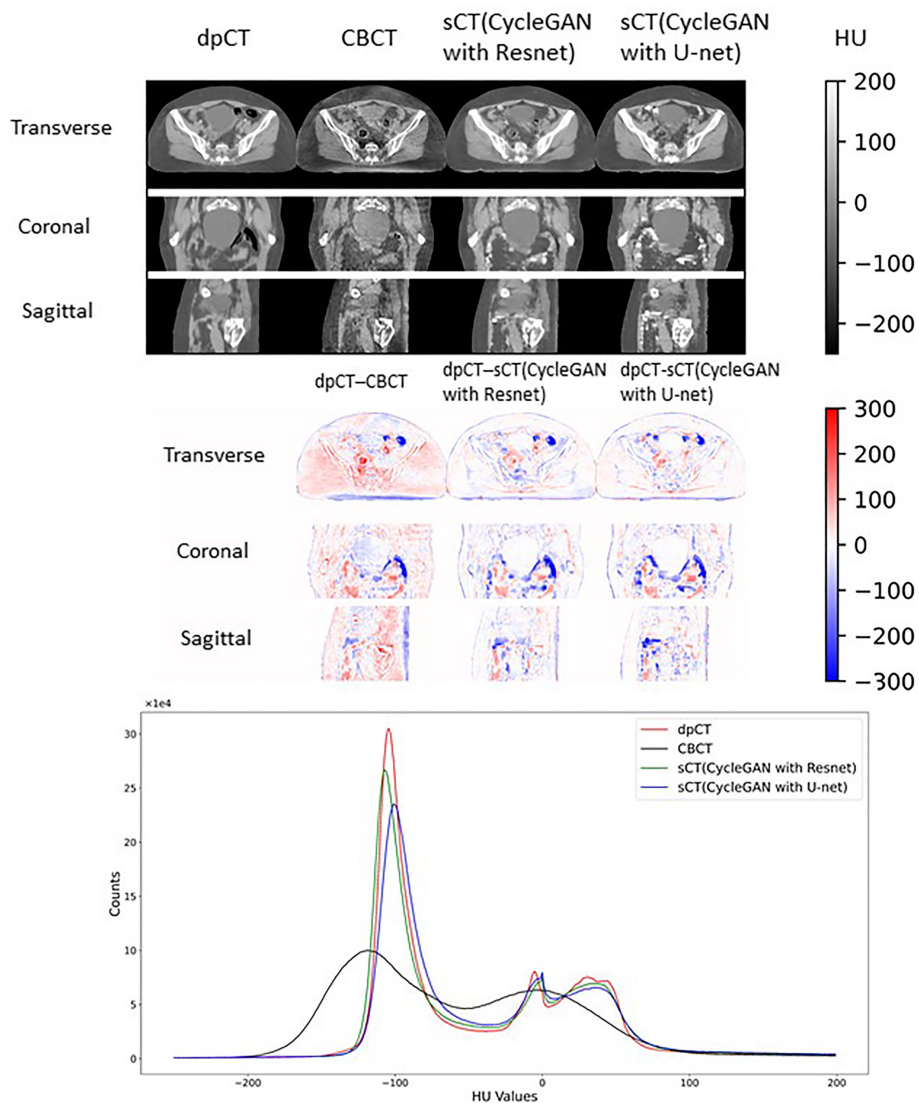 dpCT
CBCT
sCT(CycleGAN
with Resnet)
sCT(CycleGAN
with U-net)
HU
Transverse
Coronal
Sagittal
200
100
0
−100
−200
dpCT–CBCT
dpCT–sCT(CycleGAN
with Resnet)
dpCT-sCT(CycleGAN
with U-net)
Transverse
Coronal
Sagittal
300
200
100
0
−100
−200
−300
×1e4
30
25
20
15
10
5
0
Counts
dpCT
CBCT
sCT(CycleGAN with Resnet)
sCT(CycleGAN with U-net)
−200
−100
0
100
200
HU Values